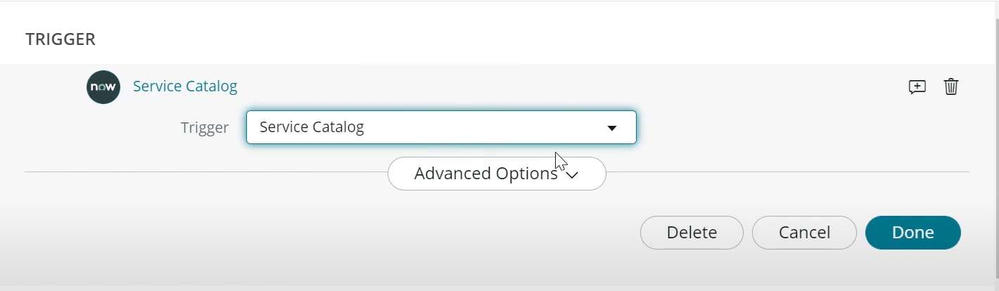 TRIGGER
now Service Catalog
Trigger Service Catalog
Advanced Options
Delete Cancel Done